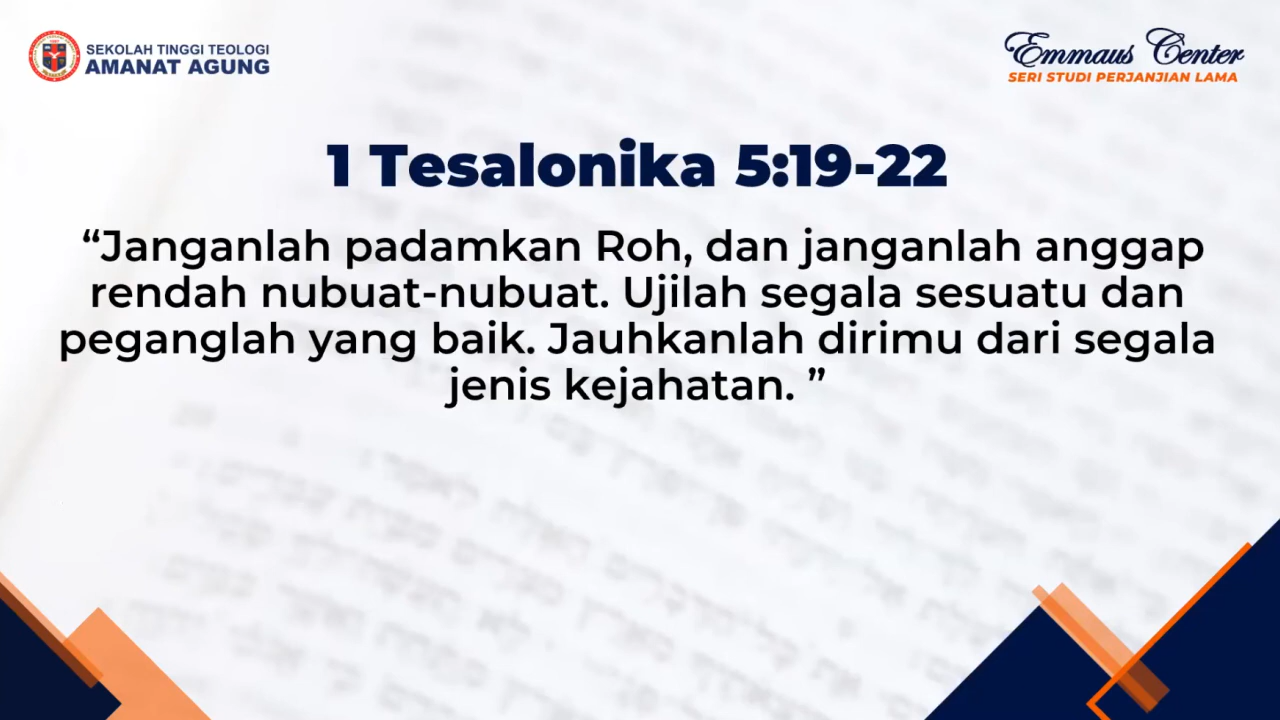 SEKOLAH TINGGI TEOLOGI
AMANAT AGUNG
Emmaus Center
SERI STUDI PERJANJIAN LAMA
1 Tesalonika 5:19-22
“Janganlah padamkan Roh, dan janganlah anggap
rendah nubuat-nubuat. Ujilah segala sesuatu dan
peganglah yang baik. Jauhkanlah dirimu dari segala
jenis kejahatan. ”